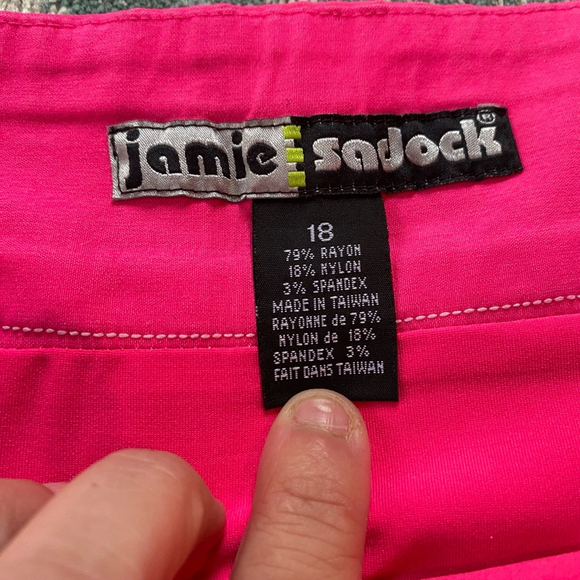 jamie sadock®
18
79% RAYON
18% NYLON
3% SPANDEX
MADE IN TAIWAN
RAYONNE de 79%
NYLON de 18%
SPANDEX 3%
FAIT DANS TAIWAN